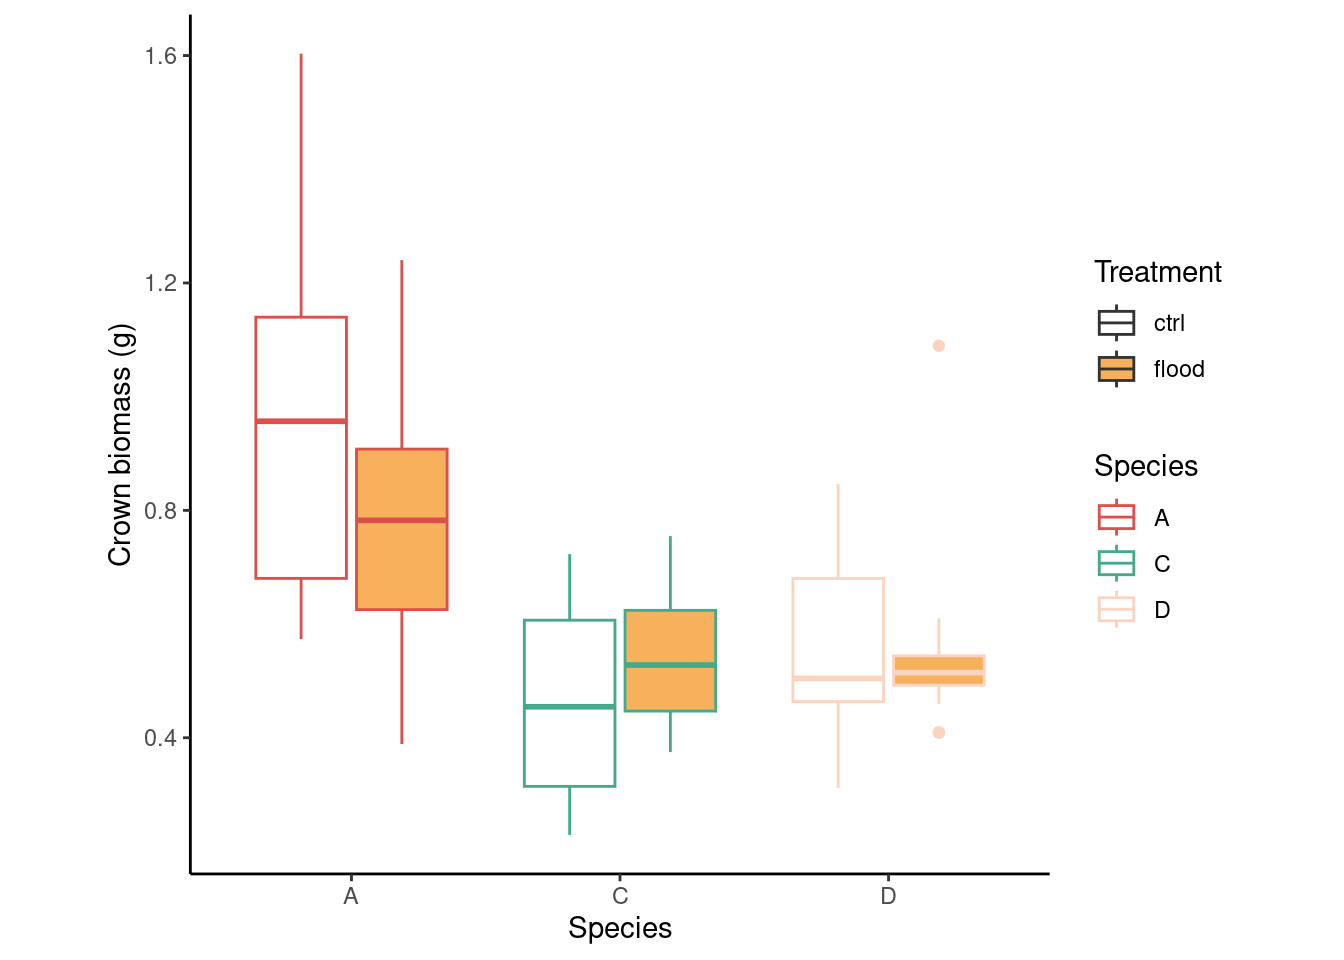 Crown biomass (g)
1.6
1.2
0.8
0.4
A
C
D
Species
Treatment
ctrl
flood
Species
A
C
D